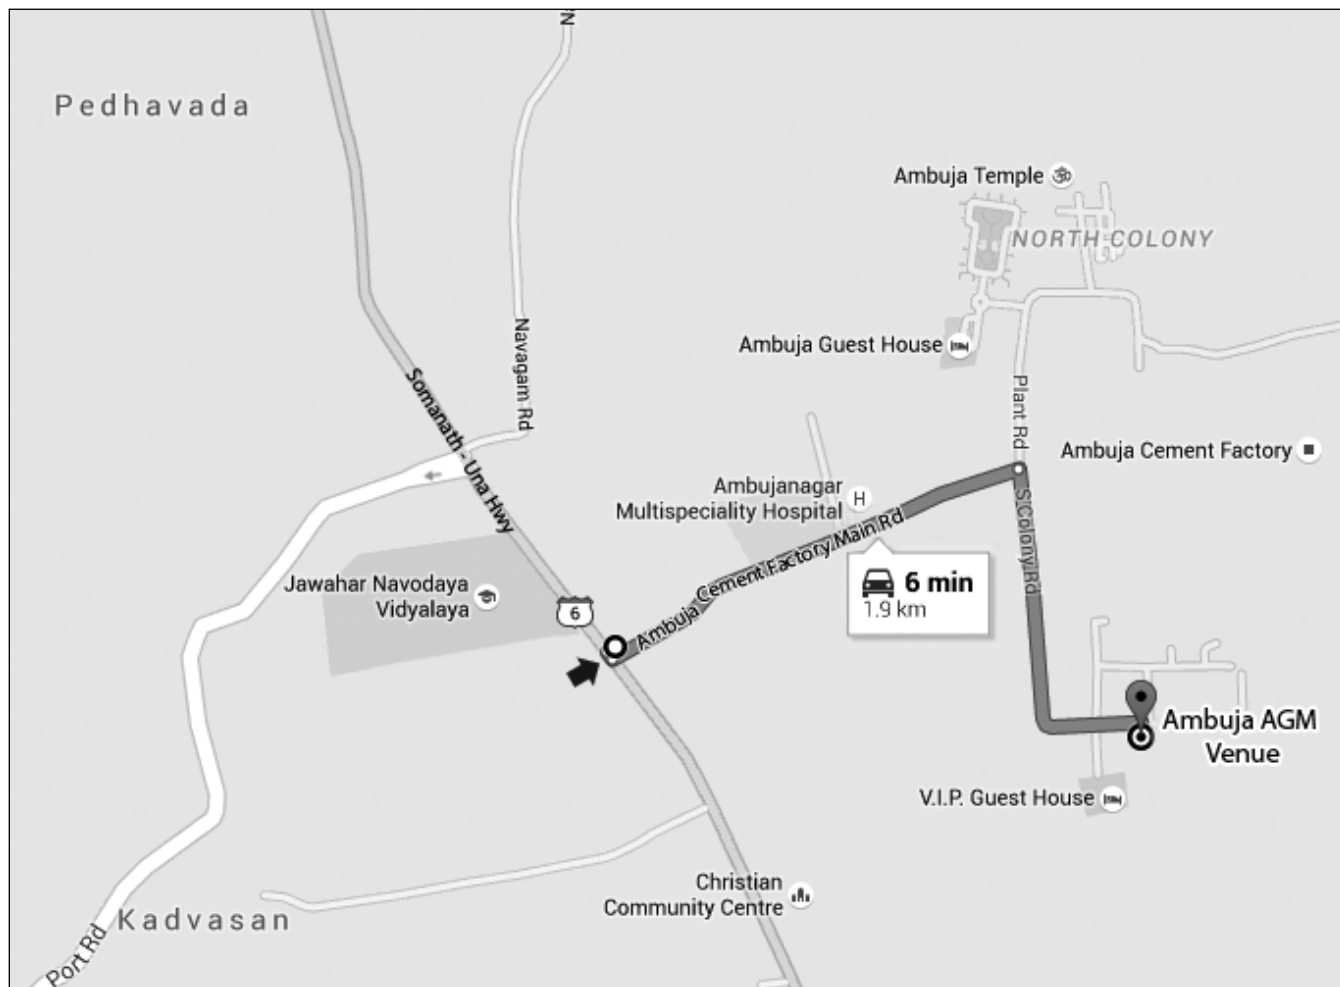 N
Pedhavada
Ambuja Temple
NORTH COLONY
Navagam Rd
Ambuja Guest House
Somanath - Una Hwy
Plant Rd
Ambuja Cement Factory
Ambujanagar
Multispeciality Hospital
H
S Colony Rd
Ambuja Cement Factory Main Rd
6 min
1.9 km
Jawahar Navodaya
Vidyalaya
6
Ambuja AGM
Venue
V.I.P. Guest House
Christian
Community Centre
Kadvasan
Port Rd